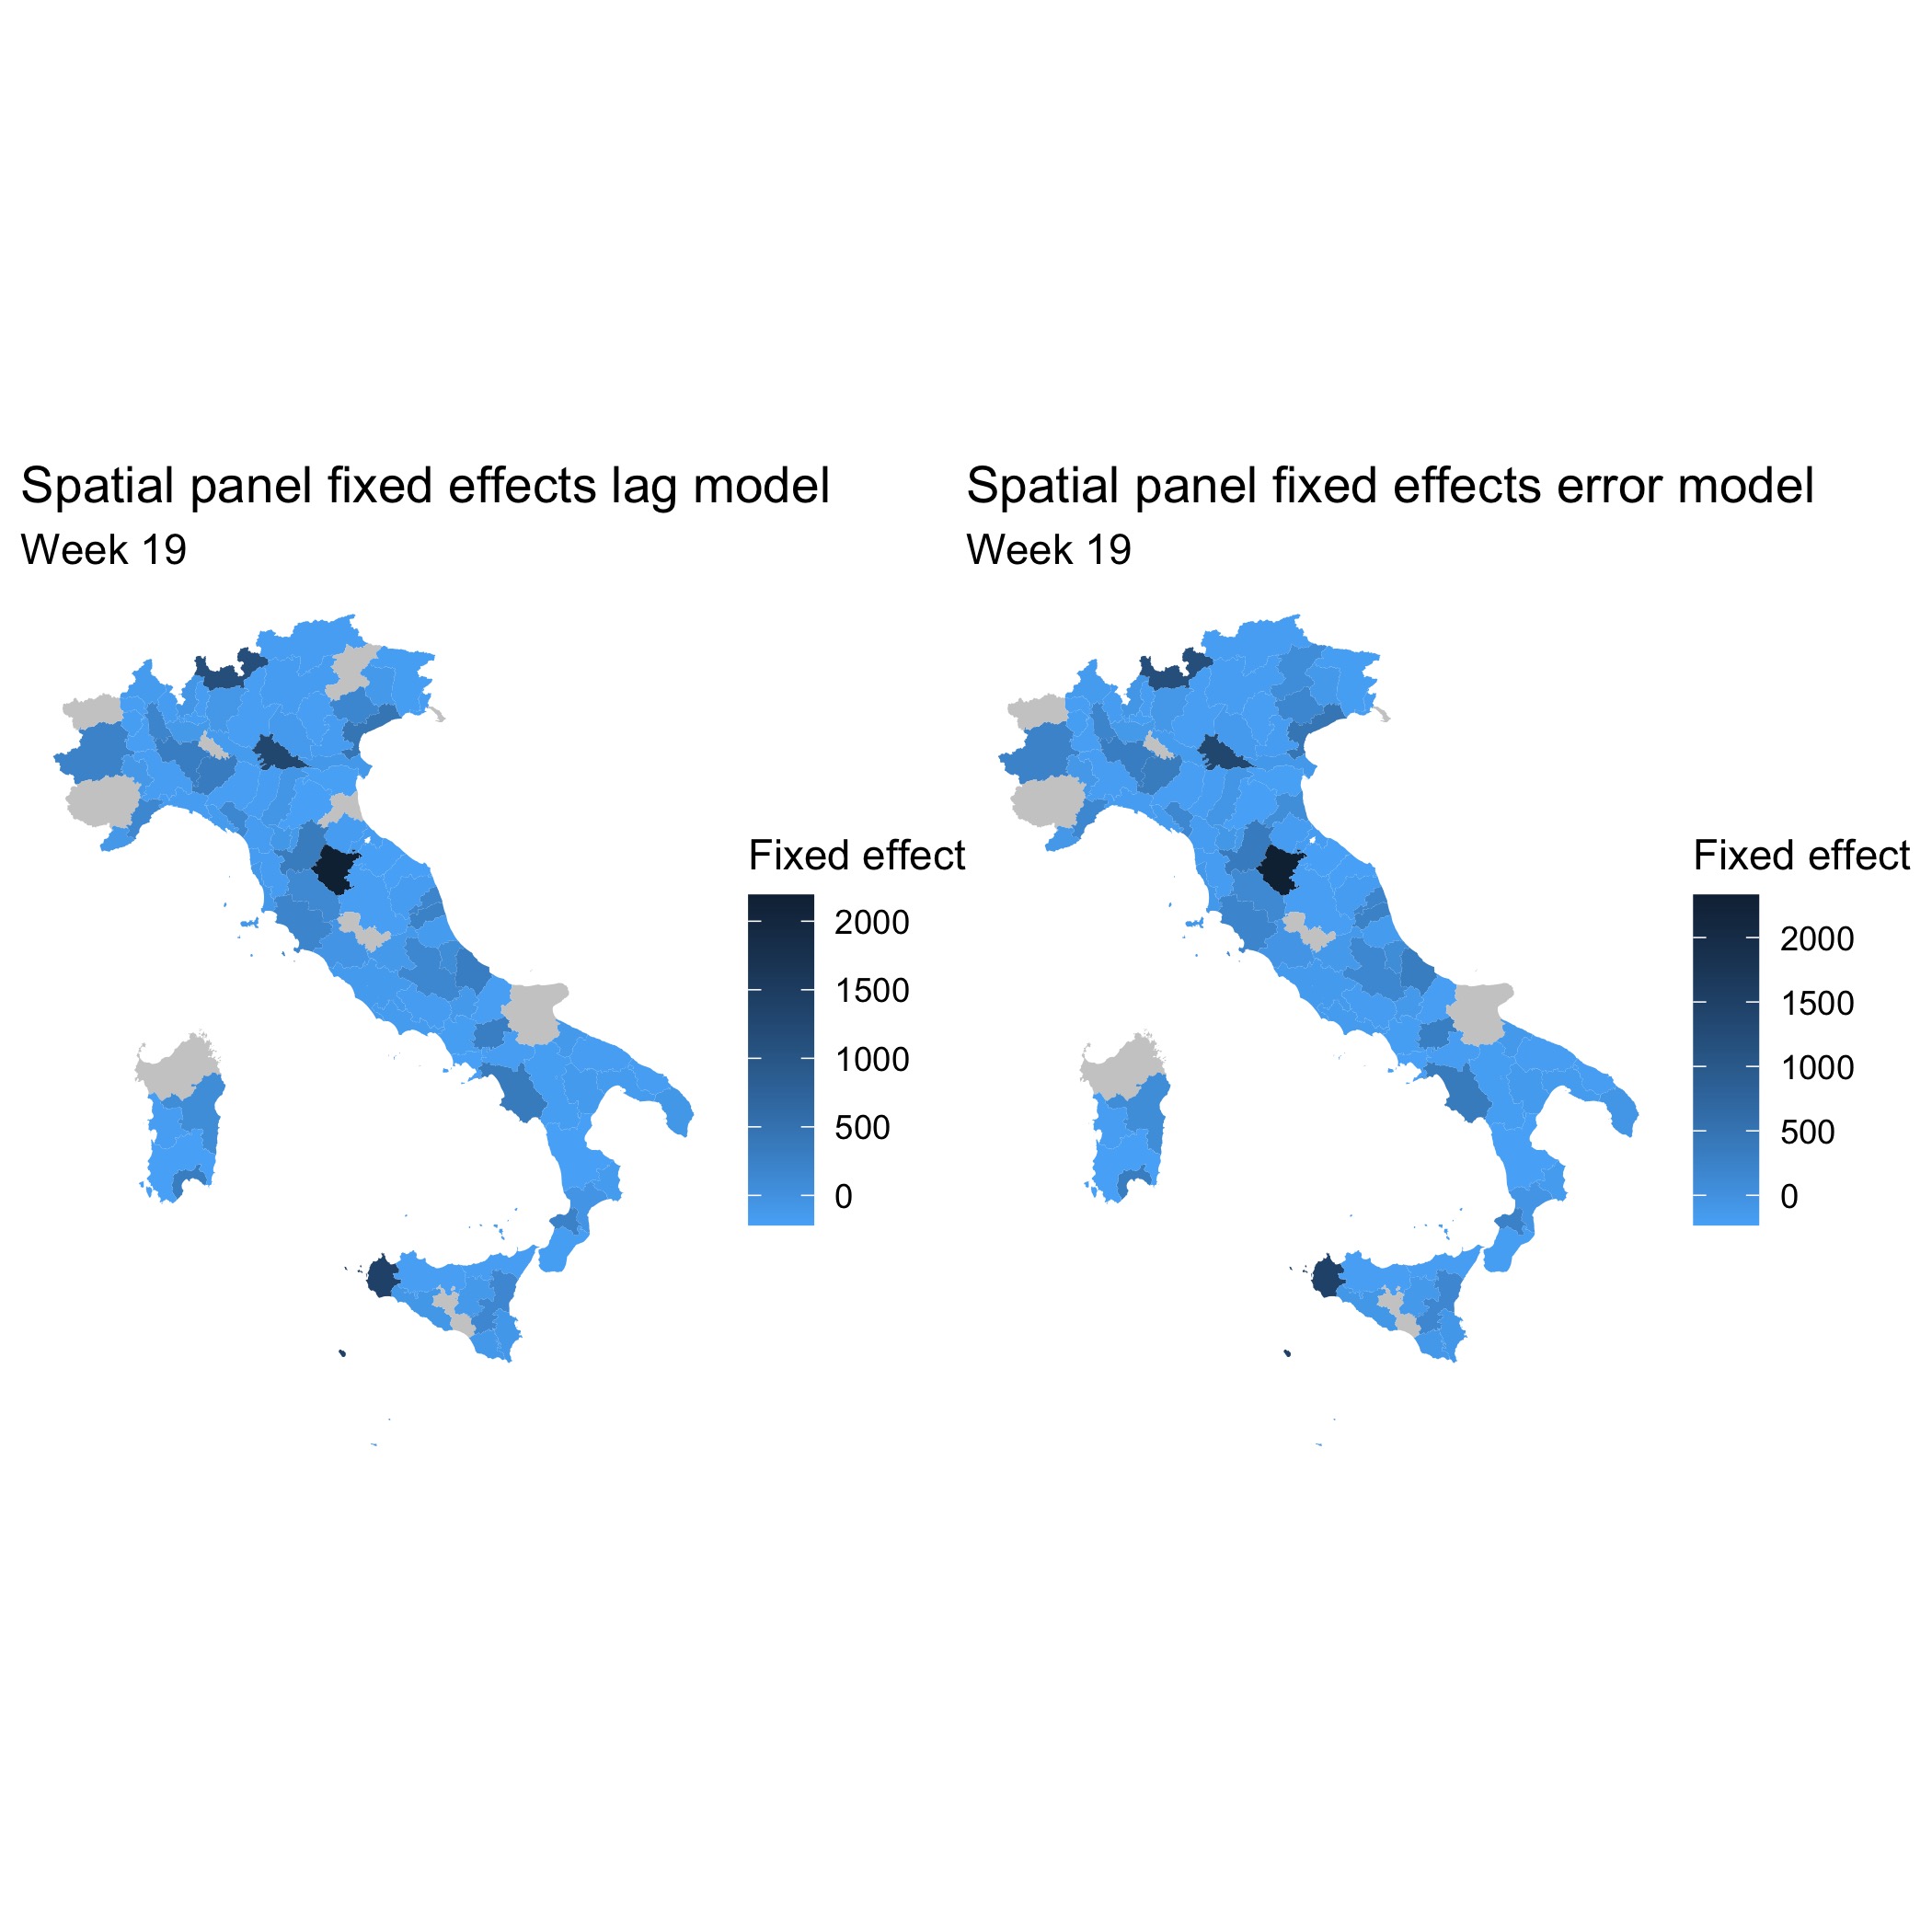 Spatial panel fixed effects lag model
Week 19
Fixed effect
2000
1500
1000
500
0
Spatial panel fixed effects error model
Week 19
Fixed effect
2000
1500
1000
500
0